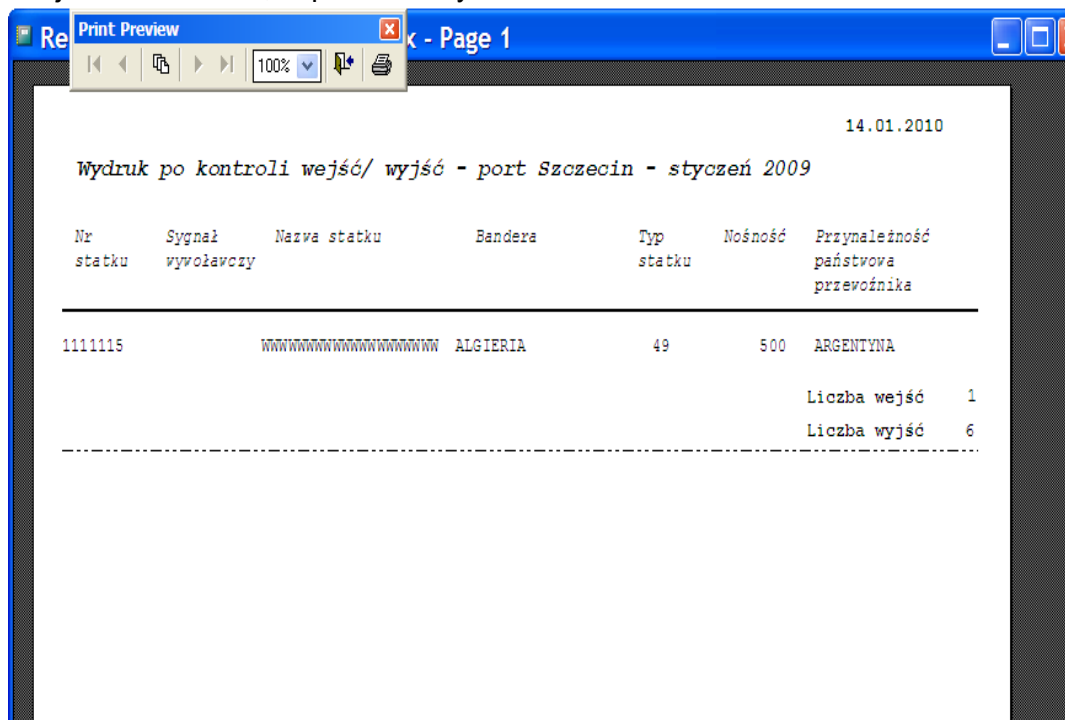 Print Preview
Re x - Page 1
100%
14.01.2010
Wydruk po kontroli wejść/ wyjść - port Szczecin - styczeń 2009
Nr Sygnał Nazwa statku Bandera Typ Nośność Przynależność
statku wywoławczy statku państwowa
przewoźnika
1111115 WWWWWWWWWWWWWWWWWWWW ALGIERIA 49 500 ARGENTYNA
Liczba wejść 1
Liczba wyjść 6